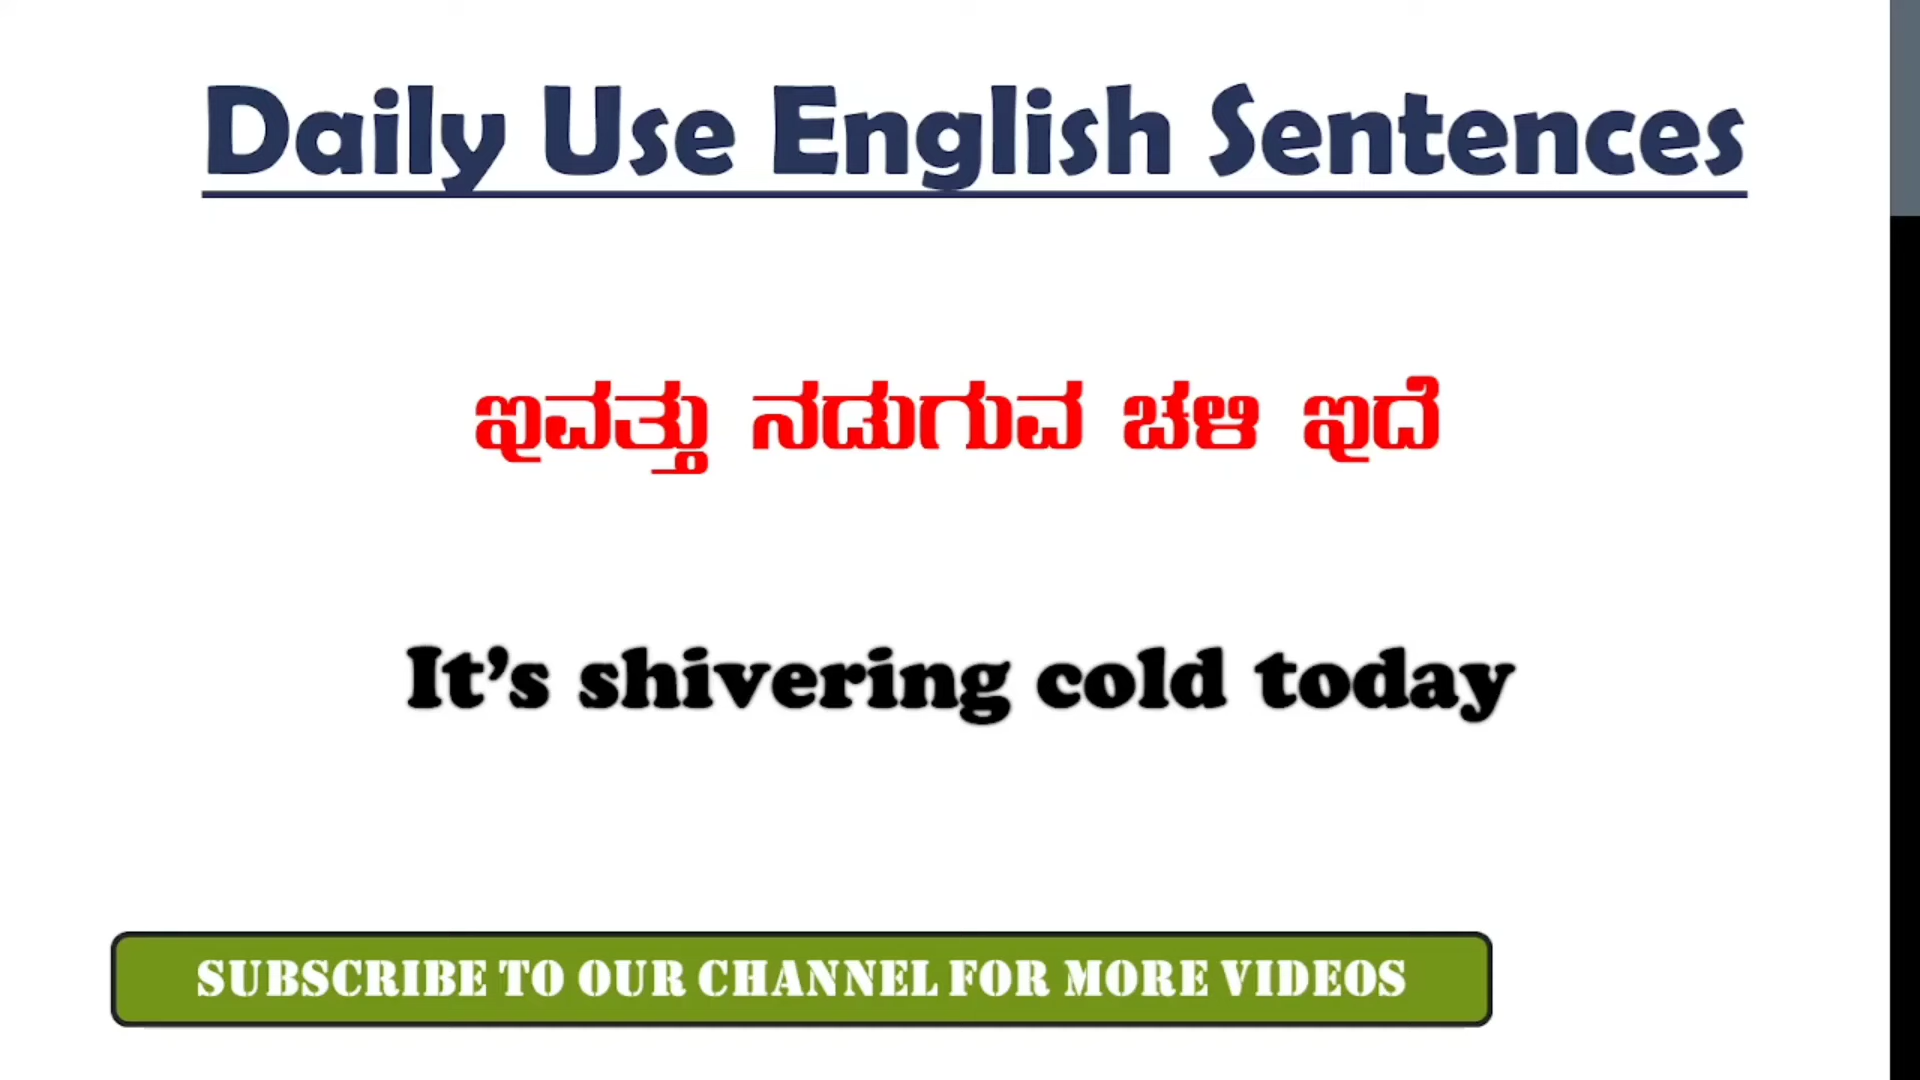 Daily Use English Sentences
ಇವತ್ತು ನಡುಗುವ ಚಳಿ ಇದೆ
It’s shivering cold today
SUBSCRIBE TO OUR CHANNEL FOR MORE VIDEOS